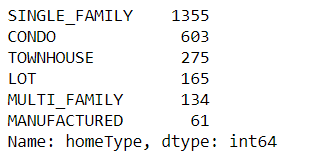 SINGLE_FAMILY    1355
CONDO             603
TOWNHOUSE         275
LOT               165
MULTI_FAMILY      134
MANUFACTURED       61
Name: homeType, dtype: int64